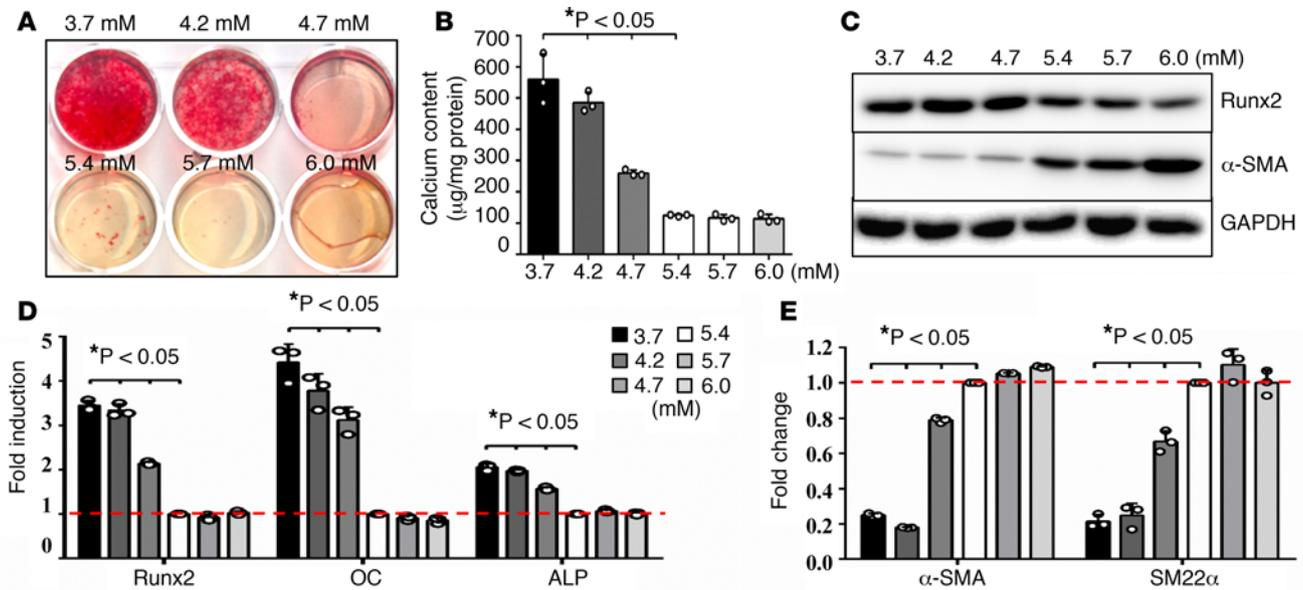 A
3.7 mM 4.2 mM 4.7 mM
5.4 mM 5.7 mM 6.0 mM
B
*P < 0.05
Calcium content
(μg/mg protein)
700
600
500
400
300
200
100
0
3.7 4.2 4.7 5.4 5.7 6.0 (mM)
C
3.7 4.2 4.7 5.4 5.7 6.0 (mM)
Runx2
α-SMA
GAPDH
D
Fold induction
5
4
3
2
1
0
*P < 0.05
*P < 0.05
*P < 0.05
3.7 5.4
4.2 5.7
4.7 6.0
(mM)
Runx2 OC ALP
E
Fold change
1.2
1.0
0.8
0.6
0.4
0.2
0.0
*P < 0.05 *P < 0.05
α-SMA SM22α